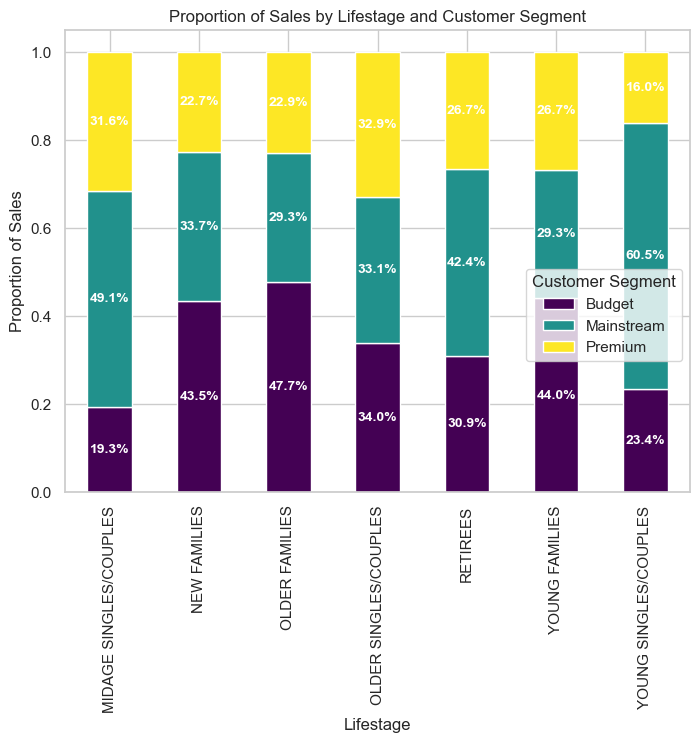 Proportion of Sales by Lifestage and Customer Segment
Proportion of Sales
1.0
0.8
0.6
0.4
0.2
0.0
31.6%
49.1%
19.3%
22.7%
33.7%
43.5%
22.9%
29.3%
47.7%
32.9%
33.1%
34.0%
26.7%
42.4%
30.9%
26.7%
29.3%
44.0%
16.0%
60.5%
23.4%
Customer Segment
Budget
Mainstream
Premium
MIDAGE SINGLES/COUPLES
NEW FAMILIES
OLDER FAMILIES
OLDER SINGLES/COUPLES
RETIREES
YOUNG FAMILIES
YOUNG SINGLES/COUPLES
Lifestage